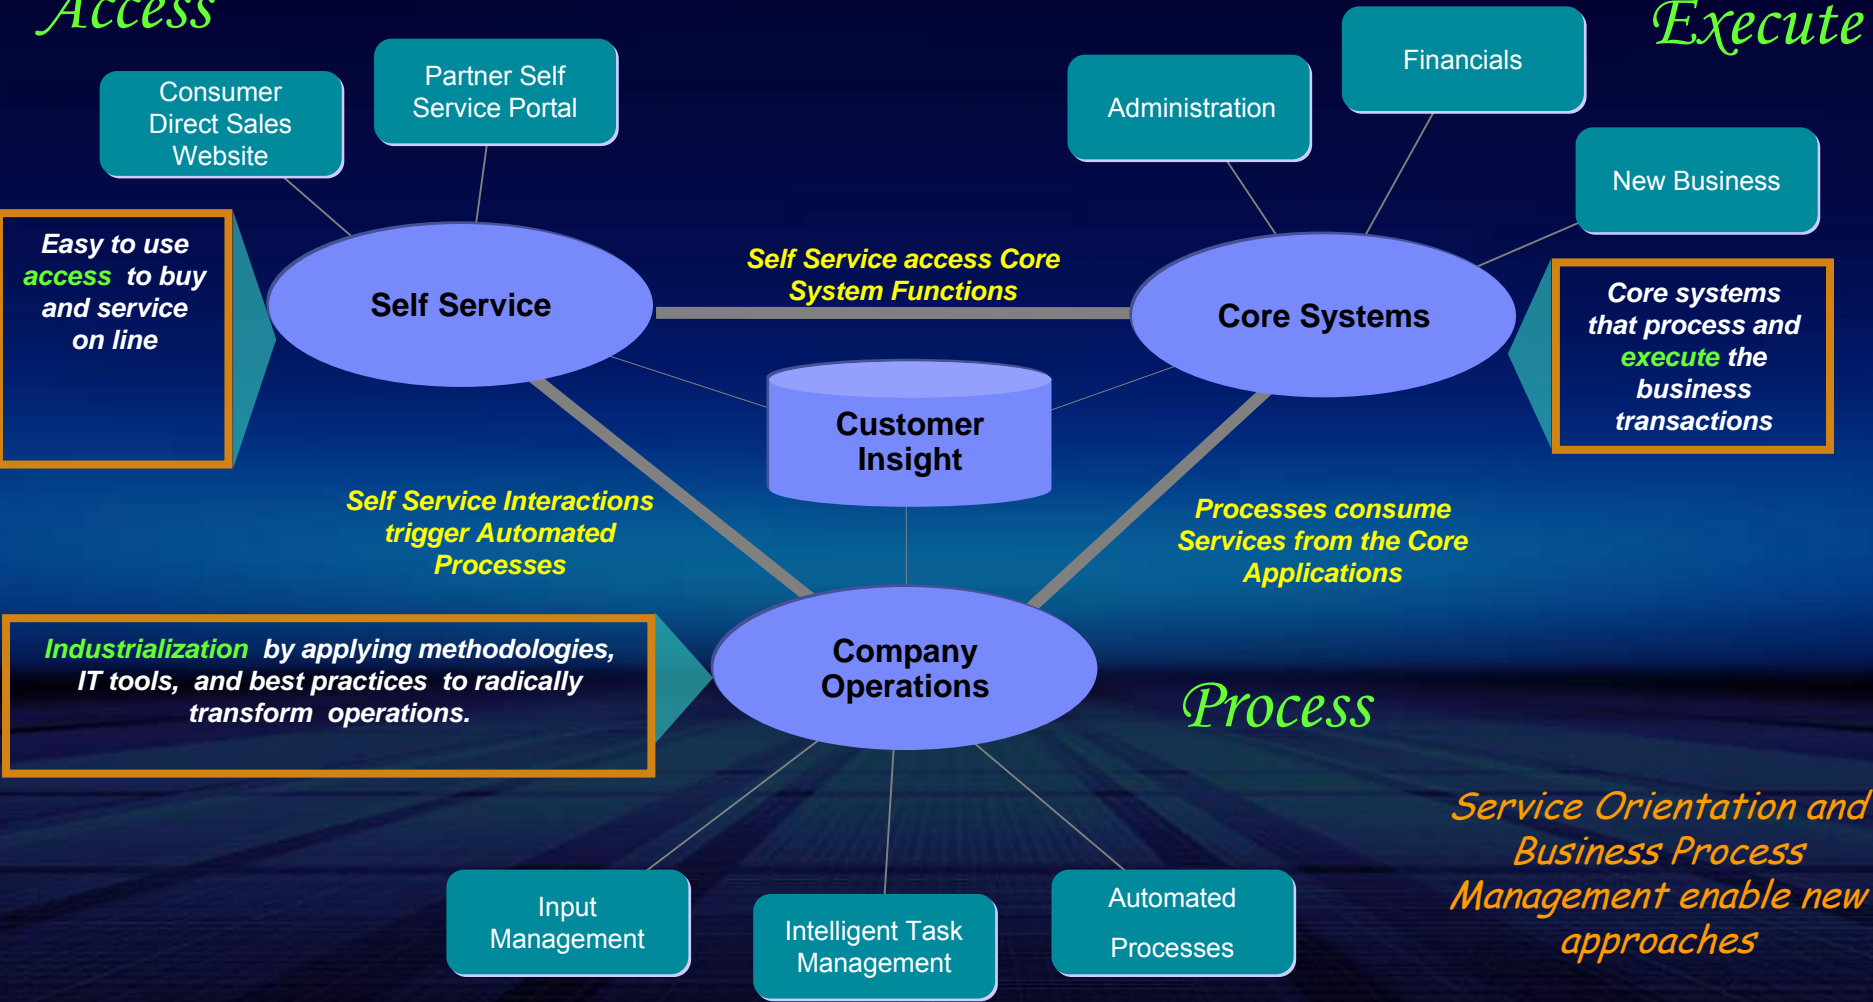 Access
Execute
Consumer
Direct Sales
Website
Partner Self
Service Portal
Administration
Financials
New Business
Easy to use
access to buy
and service
on line
Self Service
Self Service access Core
System Functions
Core Systems
Core systems
that process and
execute the
business
transactions
Customer
Insight
Self Service Interactions
trigger Automated
Processes
Processes consume
Services from the Core
Applications
Industrialization by applying methodologies,
IT tools, and best practices to radically
transform operations.
Company
Operations
Process
Input
Management
Intelligent Task
Management
Automated
Processes
Service Orientation and
Business Process
Management enable new
approaches